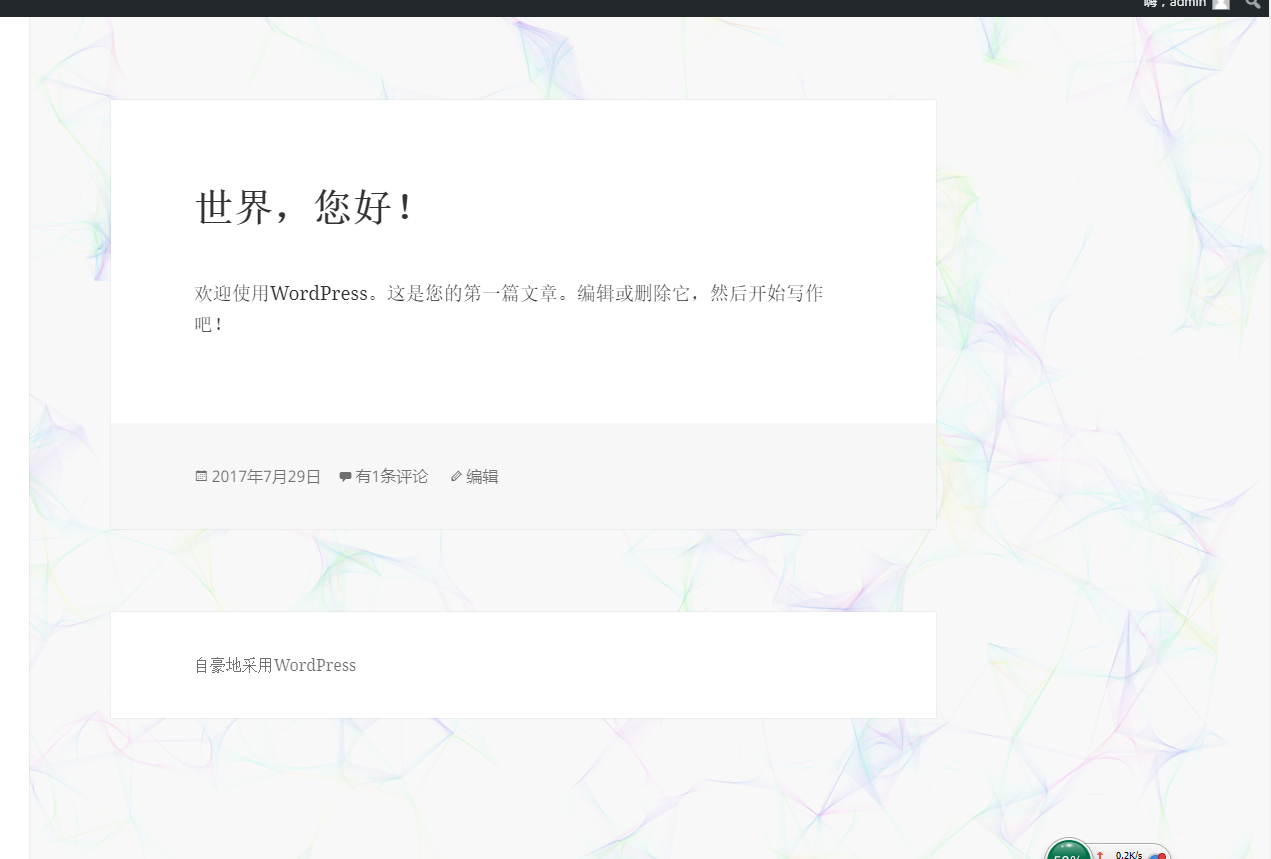 嗨，admin
世界，您好！
欢迎使用WordPress。这是您的第一篇文章。编辑或删除它，然后开始写作
吧！
2017年7月29日 有1条评论 编辑
自豪地采用WordPress
0.2K/s